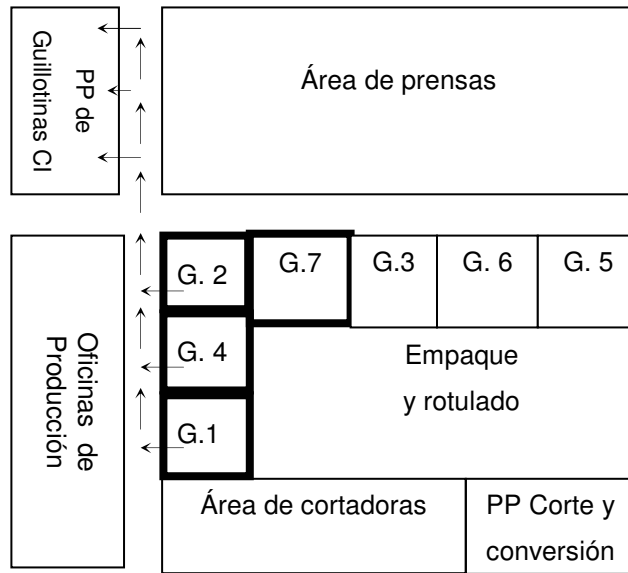 PP de
Guillotinas CI
Área de prensas
G. 2
G.7
G.3
G. 6
G. 5
G. 4
G.1
Oficinas de
Producción
Empaque
y rotulado
Área de cortadoras
PP Corte y
conversión